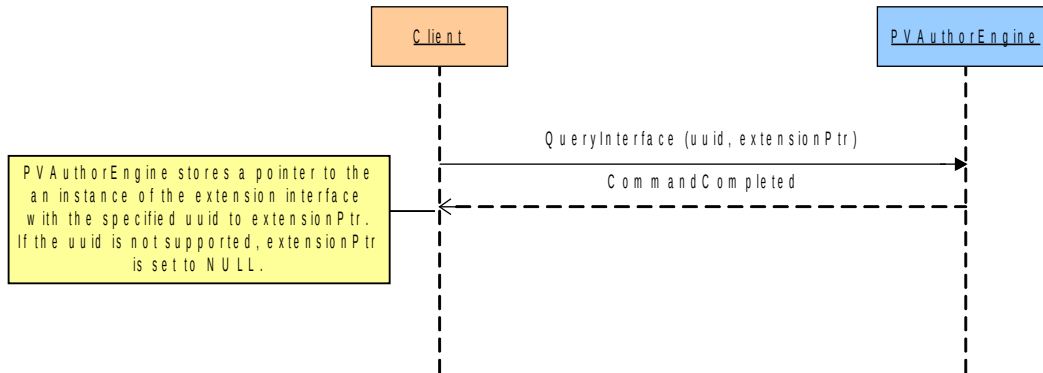 Client
PVAuthorEngine
QueryInterface (uuid, extensionPtr)
CommandCompleted
PVAuthorEngine stores a pointer to the
an instance of the extension interface
with the specified uuid to extensionPtr.
If the uuid is not supported, extensionPtr
is set to NULL.